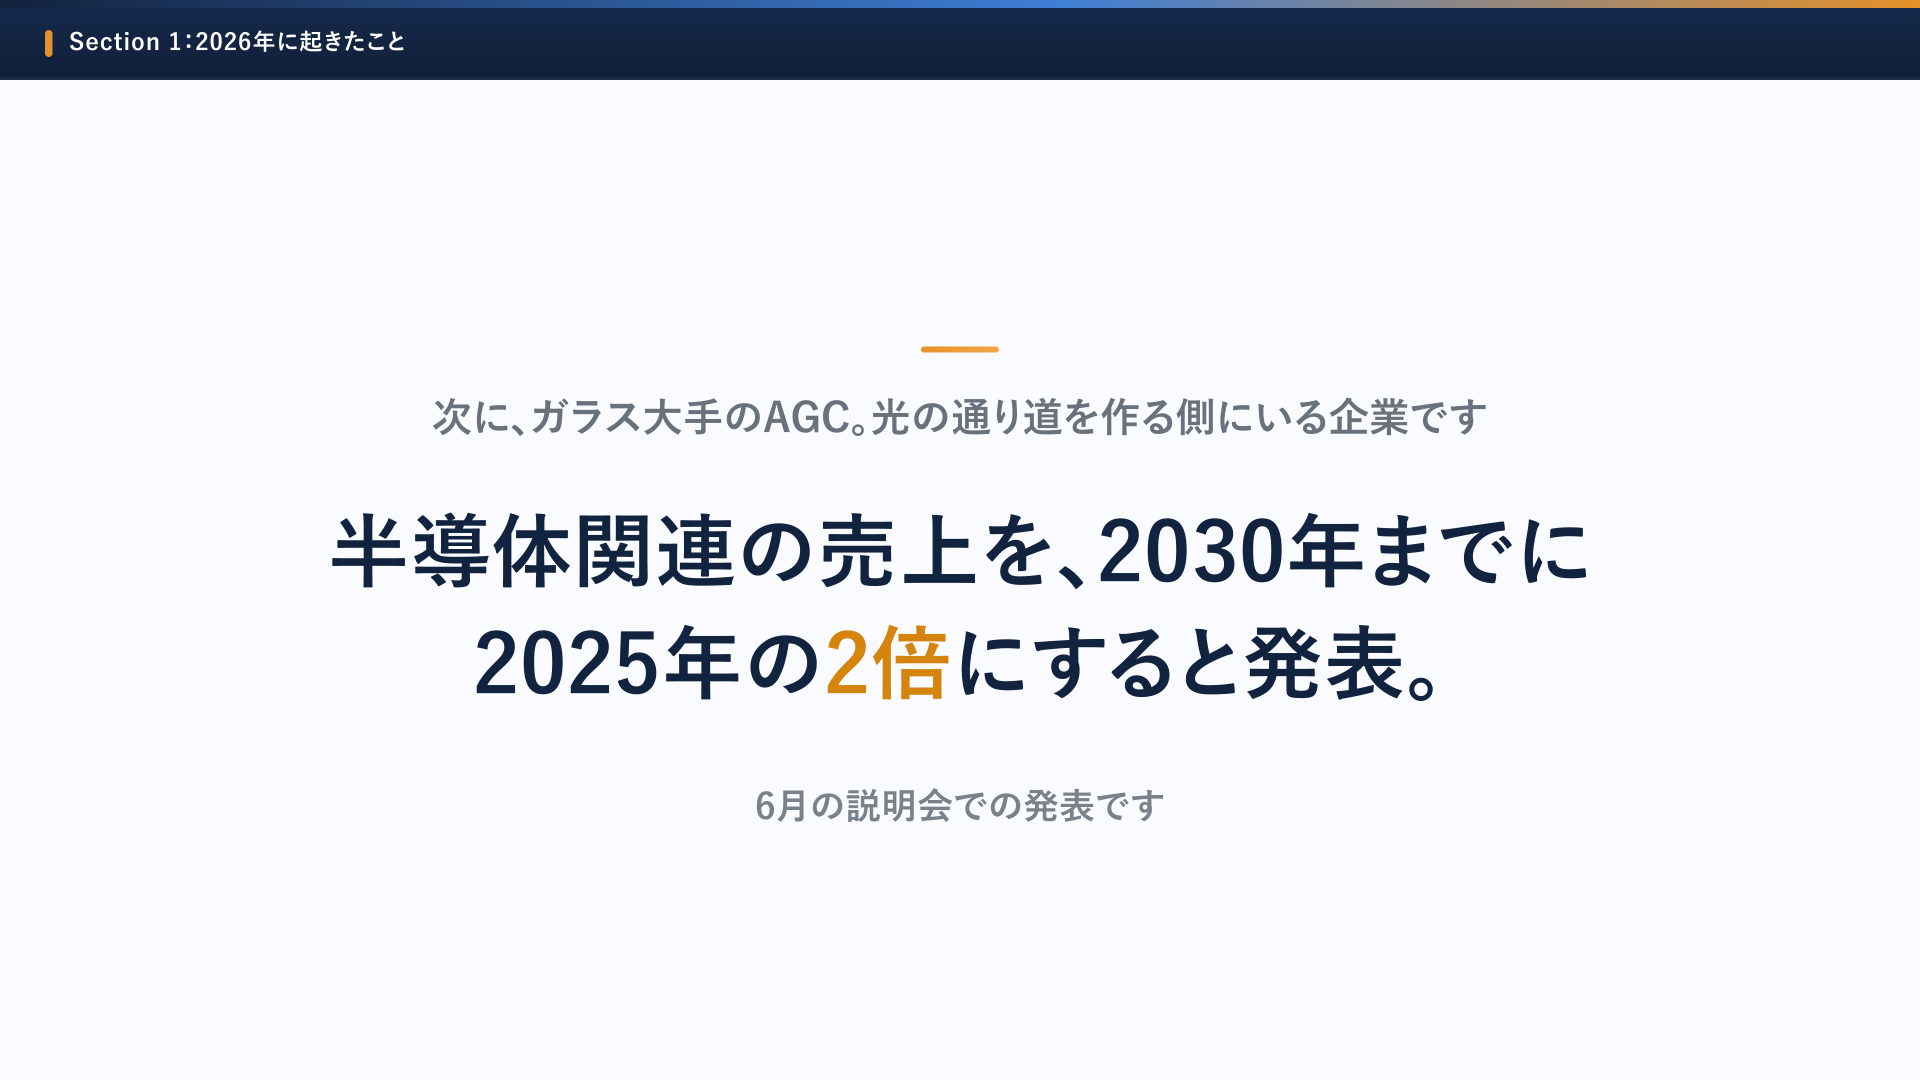 Section 1：2026年に起きたこと
次に、ガラス大手のAGC。光の通り道を作る側にいる企業です
半導体関連の売上を、2030年までに
2025年の2倍にすると発表。
6月の説明会での発表です